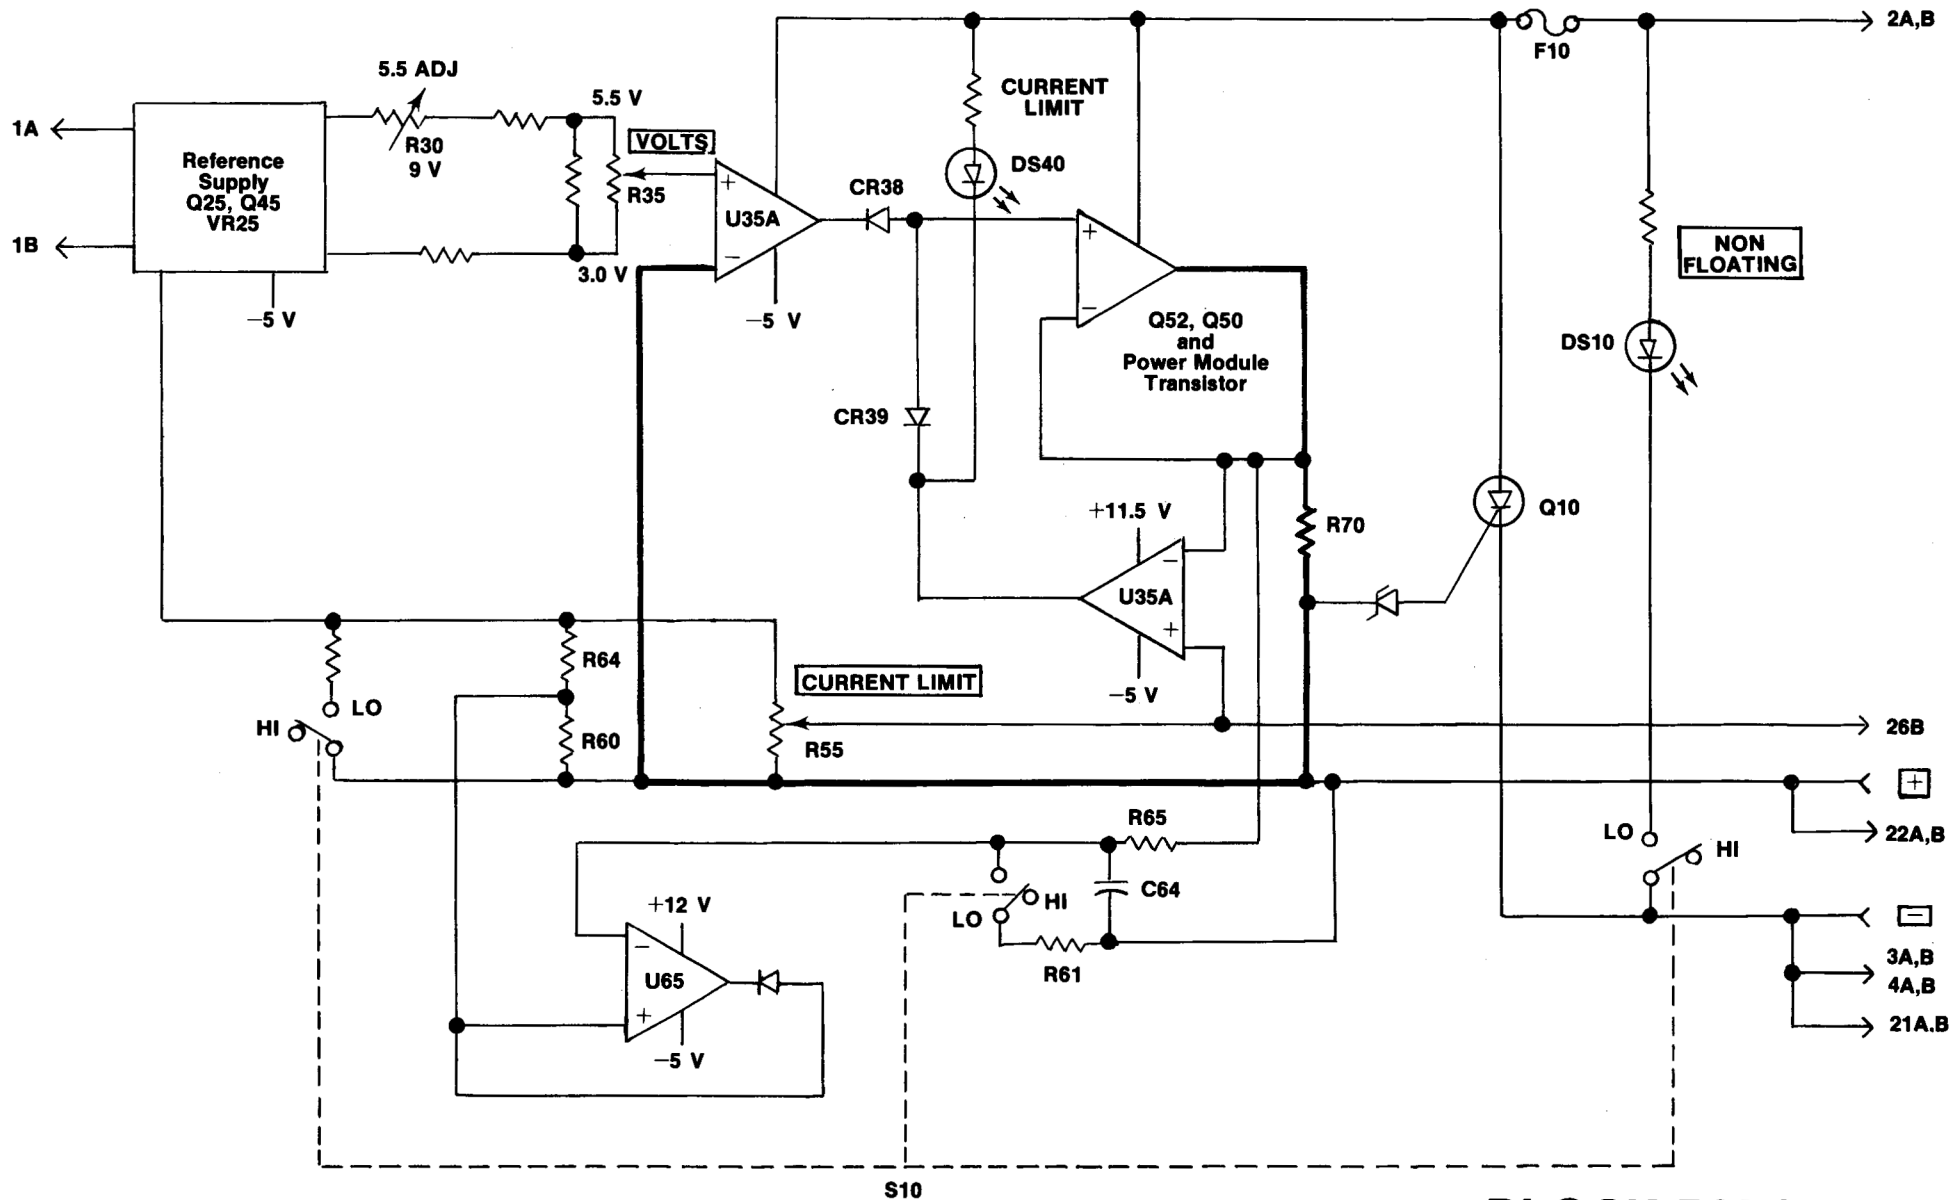 2A,B
F10
5.5 ADJ
5.5 V
1A
R30
9 V
VOLTS
CURRENT
LIMIT
Reference
Supply
Q25, Q45
VR25
+
U35A
−
R35
CR38
DS40
1B
3.0 V
−5 V
−5 V
+
−
Q52, Q50
and
Power Module
Transistor
NON
FLOATING
DS10
CR39
+11.5 V
R70
Q10
−
U35A
+
−5 V
R64
CURRENT LIMIT
LO
HI
R60
R55
26B
+
R65
22A,B
LO
HI
C64
+12 V
HI
LO
−
−
U65
+
R61
3A,B
4A,B
21A.B
−5 V
S10